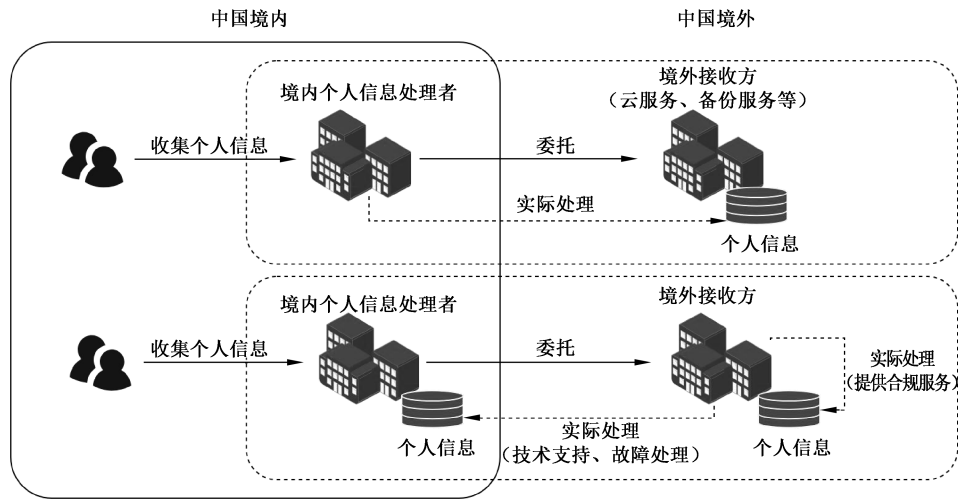 中国境内
中国境外
境内个人信息处理者
境外接收方
（云服务、备份服务等）
收集个人信息
委托
实际处理
个人信息
境内个人信息处理者
境外接收方
收集个人信息
委托
实际处理
（提供合规服务）
个人信息
实际处理
（技术支持、故障处理）
个人信息